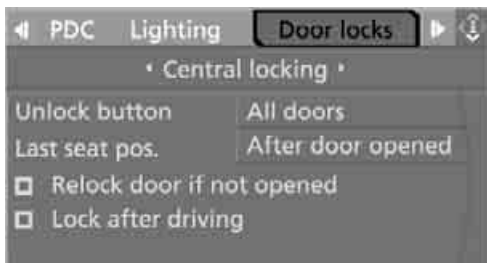 PDC Lighting Door locks
• Central locking •
Unlock button All doors
Last seat pos. After door opened
Relock door if not opened
Lock after driving